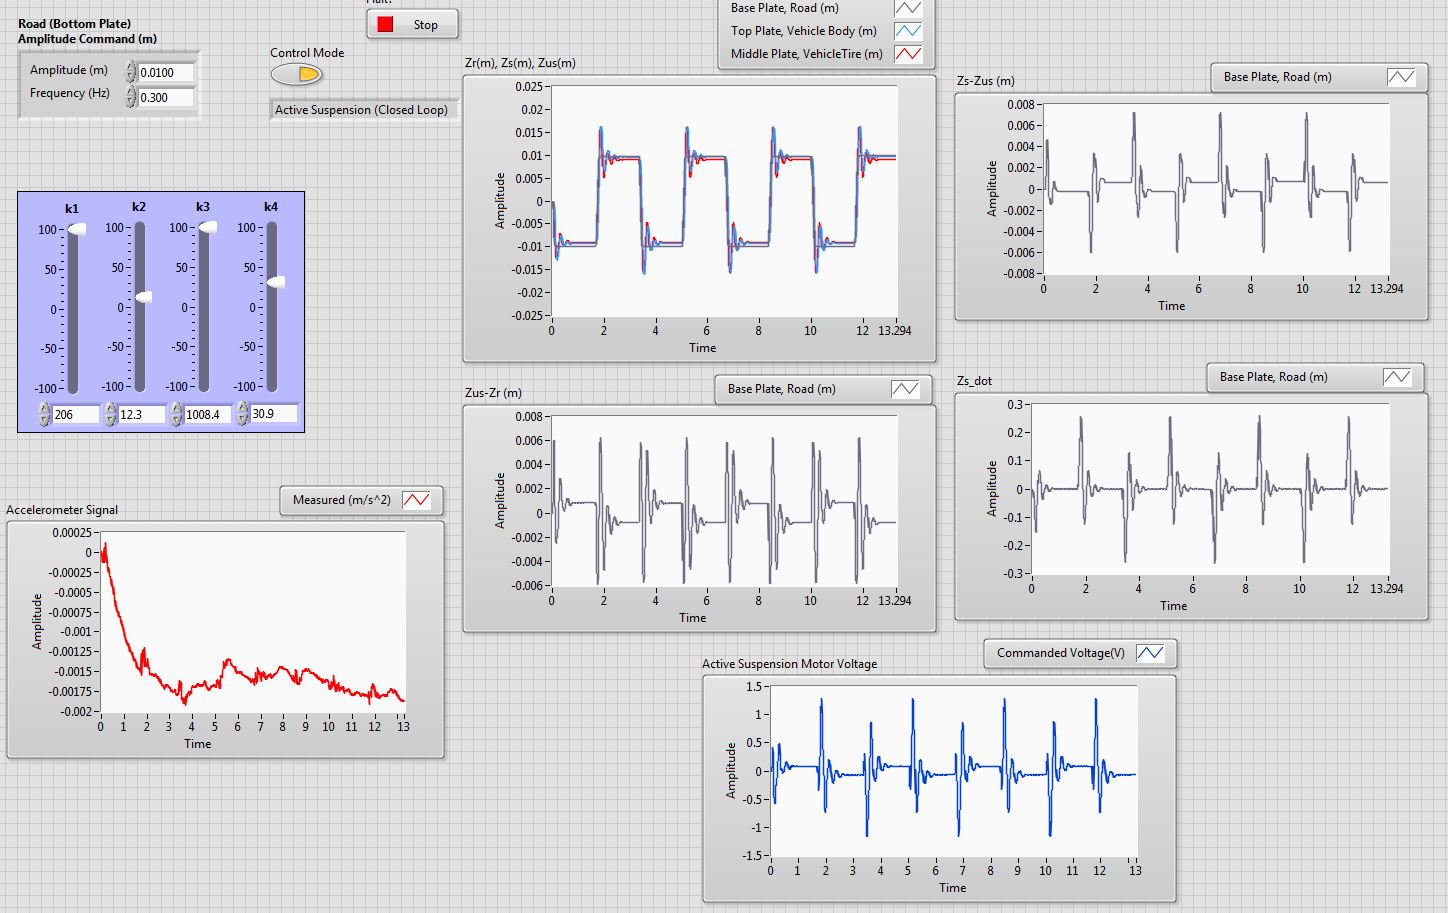 Road (Bottom Plate)
Amplitude Command (m)
Amplitude (m)
0.0100
Frequency (Hz)
0.300
Stop
Control Mode
Active Suspension (Closed Loop)
k1
k2
k3
k4
100
50
0
-50
-100
100
50
0
-50
-100
100
50
0
-50
-100
100
50
0
-50
-100
206
12.3
1008.4
30.9
Base Plate, Road (m)
Top Plate, Vehicle Body (m)
Middle Plate, VehicleTire (m)
Zr(m), Zs(m), Zus(m)
Amplitude
0.025
0.02
0.015
0.01
0.005
0
-0.005
-0.01
-0.015
-0.02
-0.025
0 2 4 6 8 10 12 13.294
Time
Zs-Zus (m)
Base Plate, Road (m)
Amplitude
0.008
0.006
0.004
0.002
0
-0.002
-0.004
-0.006
-0.008
0 2 4 6 8 10 12 13.294
Time
Zus-Zr (m)
Base Plate, Road (m)
Amplitude
0.008
0.006
0.004
0.002
0
-0.002
-0.004
-0.006
0 2 4 6 8 10 12 13.294
Time
Zs_dot
Base Plate, Road (m)
Amplitude
0.3
0.2
0.1
0
-0.1
-0.2
-0.3
0 2 4 6 8 10 12 13.294
Time
Accelerometer Signal
Measured (m/s^2)
Amplitude
0.00025
0
-0.00025
-0.0005
-0.00075
-0.001
-0.00125
-0.0015
-0.00175
-0.002
0 1 2 3 4 5 6 7 8 9 10 11 12 13
Time
Active Suspension Motor Voltage
Commanded Voltage(V)
Amplitude
1.5
1
0.5
0
-0.5
-1
-1.5
0 1 2 3 4 5 6 7 8 9 10 11 12 13
Time